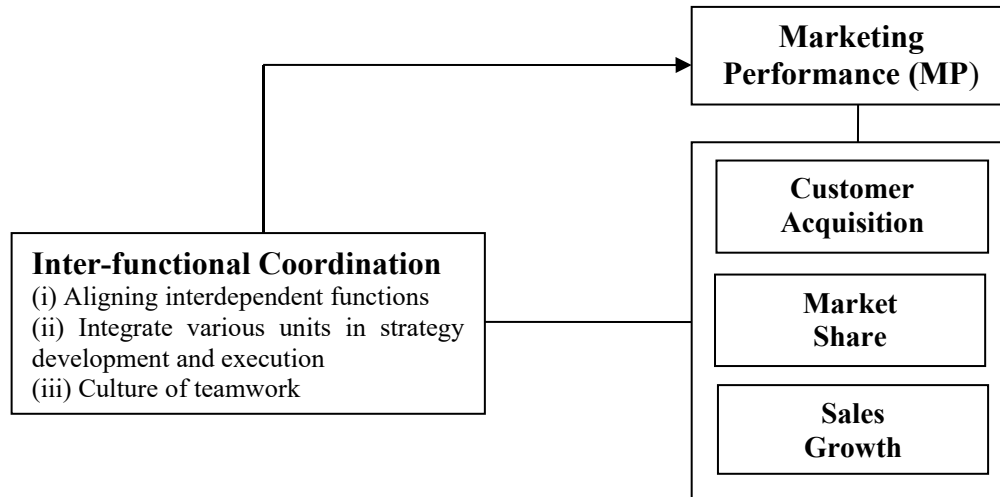 Marketing
Performance (MP)
Customer
Acquisition
Inter-functional Coordination
(i) Aligning interdependent functions
(ii) Integrate various units in strategy
development and execution
(iii) Culture of teamwork
Market
Share
Sales
Growth